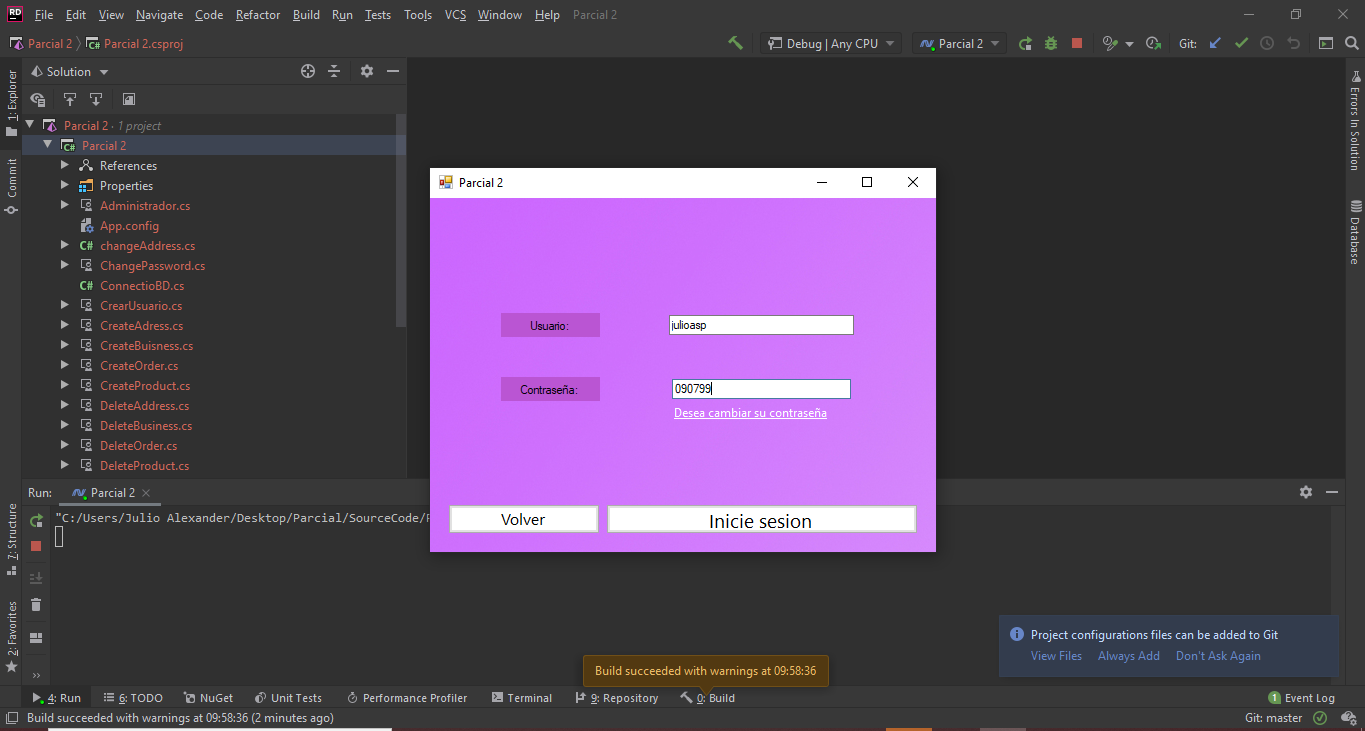 File Edit View Navigate Code Refactor Build Run Tests Tools VCS Window Help Parcial 2
Parcial 2 Parcial 2.csproj
Debug | Any CPU Parcial 2 Git:
Solution
1: Explorer
Commit
7: Structure
2: Favorites
Parcial 2 · 1 project
Parcial 2
References
Properties
Administrador.cs
App.config
changeAddress.cs
ChangePassword.cs
ConnectioBD.cs
CrearUsuario.cs
CreateAdress.cs
CreateBuisness.cs
CreateOrder.cs
CreateProduct.cs
DeleteAddress.cs
DeleteBusiness.cs
DeleteOrder.cs
DeleteProduct.cs
Parcial 2
Usuario: julioasp
Contraseña: 090799
Desea cambiar su contraseña
Volver Inicie sesion
Errors In Solution
Database
Run: Parcial 2
"C:/Users/Julio Alexander/Desktop/Parcial/SourceCode/
Project configurations files can be added to Git
View Files Always Add Don't Ask Again
Build succeeded with warnings at 09:58:36
4: Run 6: TODO NuGet Unit Tests Performance Profiler Terminal 9: Repository 0: Build 1 Event Log
Build succeeded with warnings at 09:58:36 (2 minutes ago) Git: master